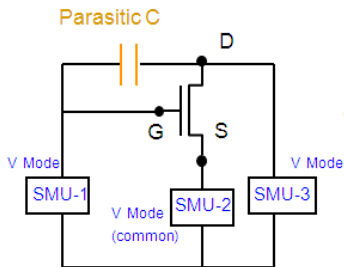 Parasitic C
D
G
S
V Mode
SMU-1
V Mode
(common)
SMU-2
V Mode
SMU-3